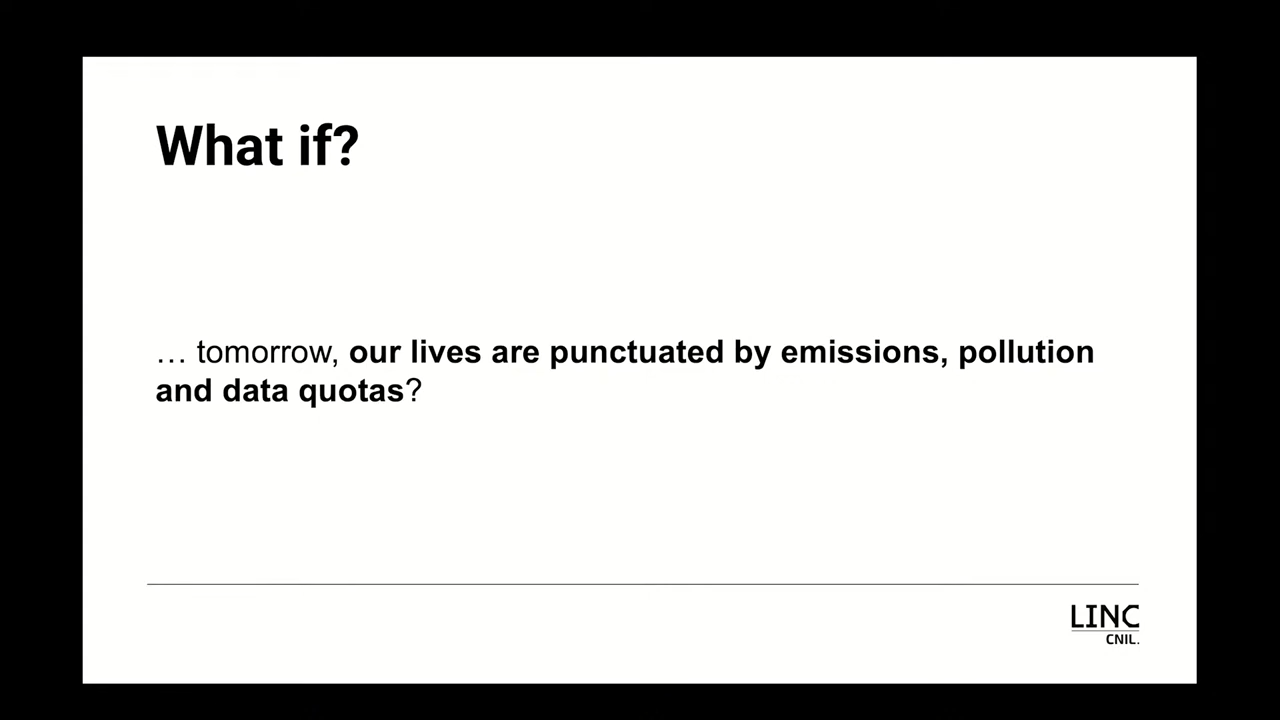 What if?
… tomorrow, our lives are punctuated by emissions, pollution
and data quotas?
LINC
CNIL.